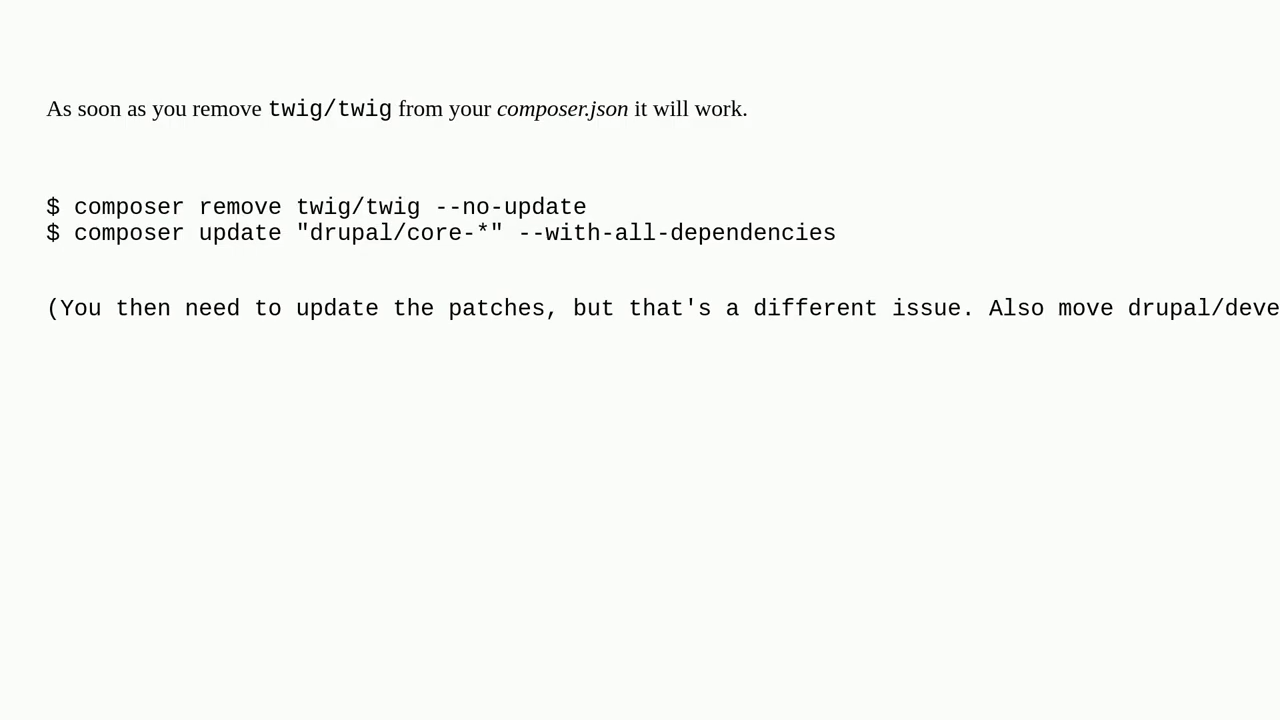 As soon as you remove twig/twig from your composer.json it will work.
$ composer remove twig/twig --no-update
$ composer update "drupal/core-*" --with-all-dependencies
(You then need to update the patches, but that's a different issue. Also move drupal/deve